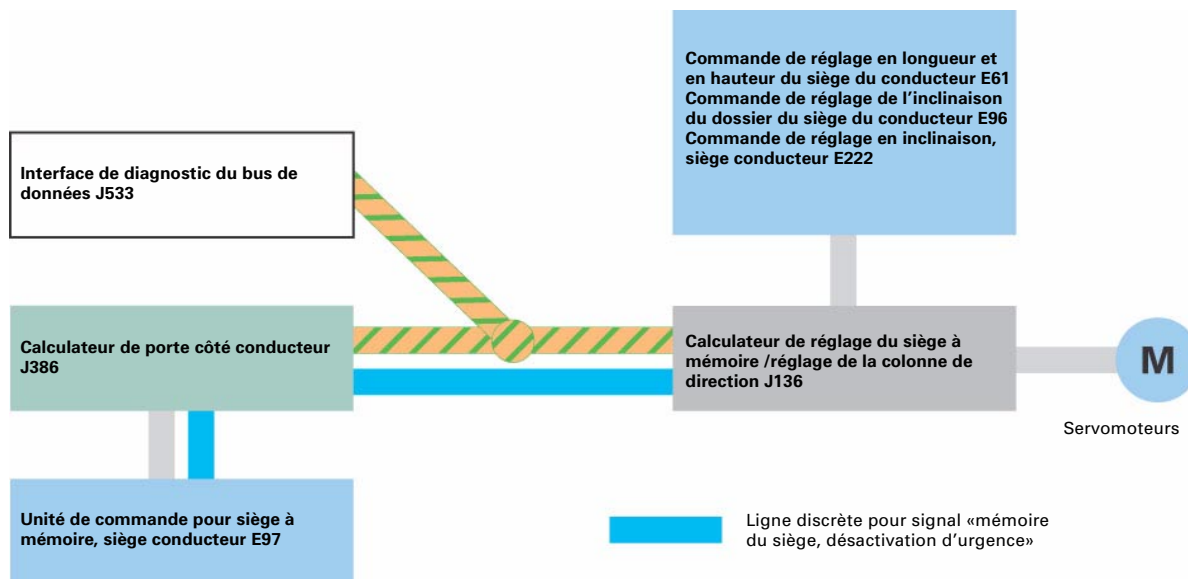 Commande de réglage en longueur et
en hauteur du siège du conducteur E61
Commande de réglage de l'inclinaison
du dossier du siège du conducteur E96
Commande de réglage en inclinaison,
siège conducteur E222
Interface de diagnostic du bus de
données J533
Calculateur de porte côté conducteur
J386
Calculateur de réglage du siège à
mémoire /réglage de la colonne de
direction J136
M
Servomoteurs
Unité de commande pour siège à
mémoire, siège conducteur E97
Ligne discrète pour signal «mémoire
du siège, désactivation d'urgence»